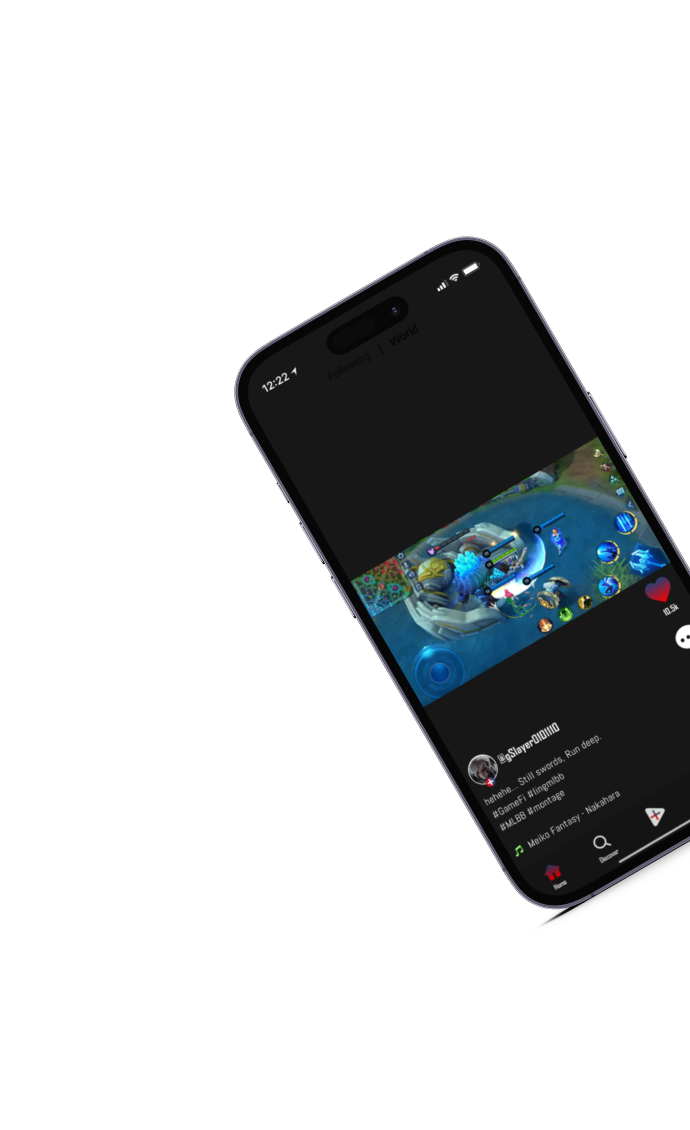 12:22
Following | World
10.5k
@gSlayer0101110
hehehe... Still swords, Run deep.
#GameFi #lingmlbb
#MLBB #montage
Meiko Fantasy - Nakahara
Home
Discover